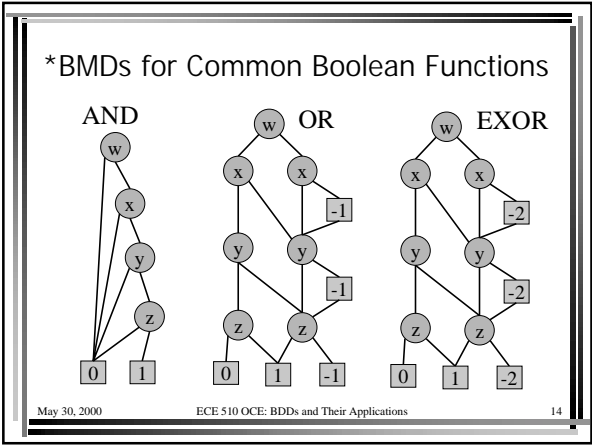 *BMDs for Common Boolean Functions
AND OR EXOR
w w w
x x x x x
-1 -2
y y y y y
-1 -2
z z z z z
0 1 0 1 -1 0 1 -2
May 30, 2000 ECE 510 OCE: BDDs and Their Applications 14